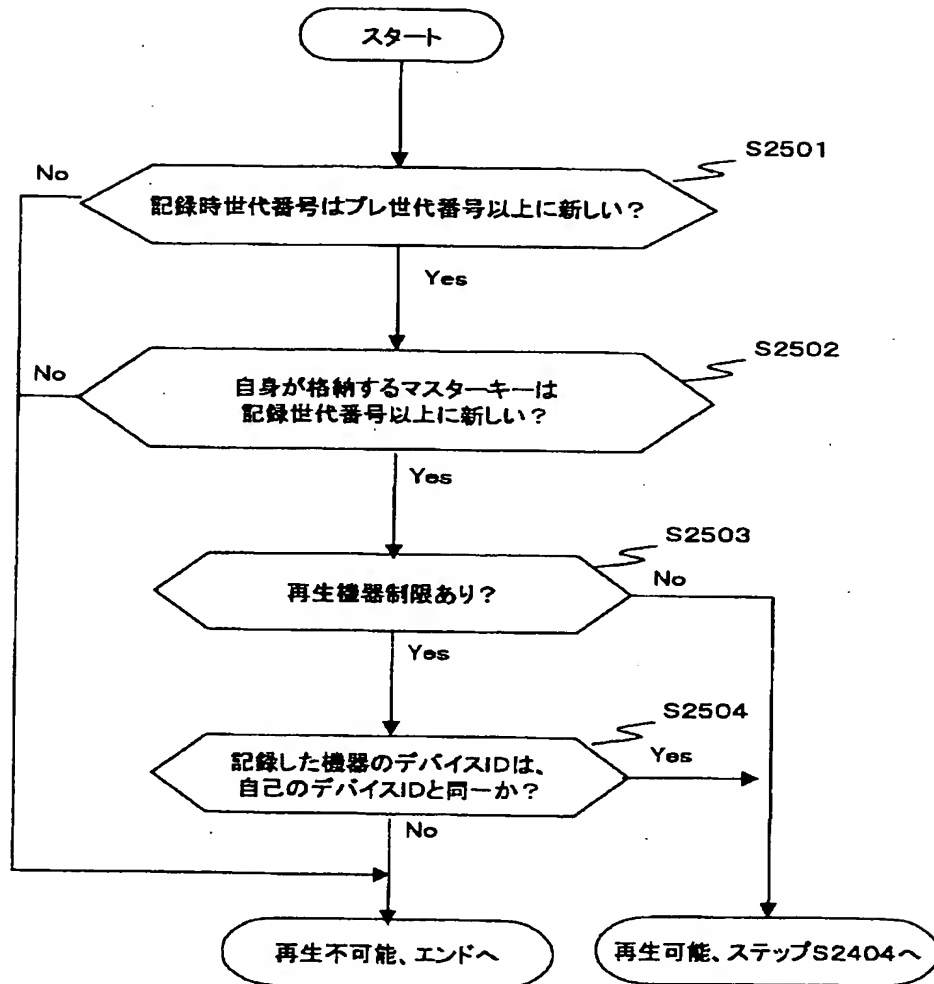 スタート
S2501
No
記録時世代番号はプレ世代番号以上に新しい？
Yes
S2502
No
自身が格納するマスターキーは
記録世代番号以上に新しい？
Yes
S2503
再生機器制限あり？
No
Yes
S2504
記録した機器のデバイスIDは、
自己のデバイスIDと同一か？
Yes
No
再生不可能、エンドへ
再生可能、ステップS2404へ